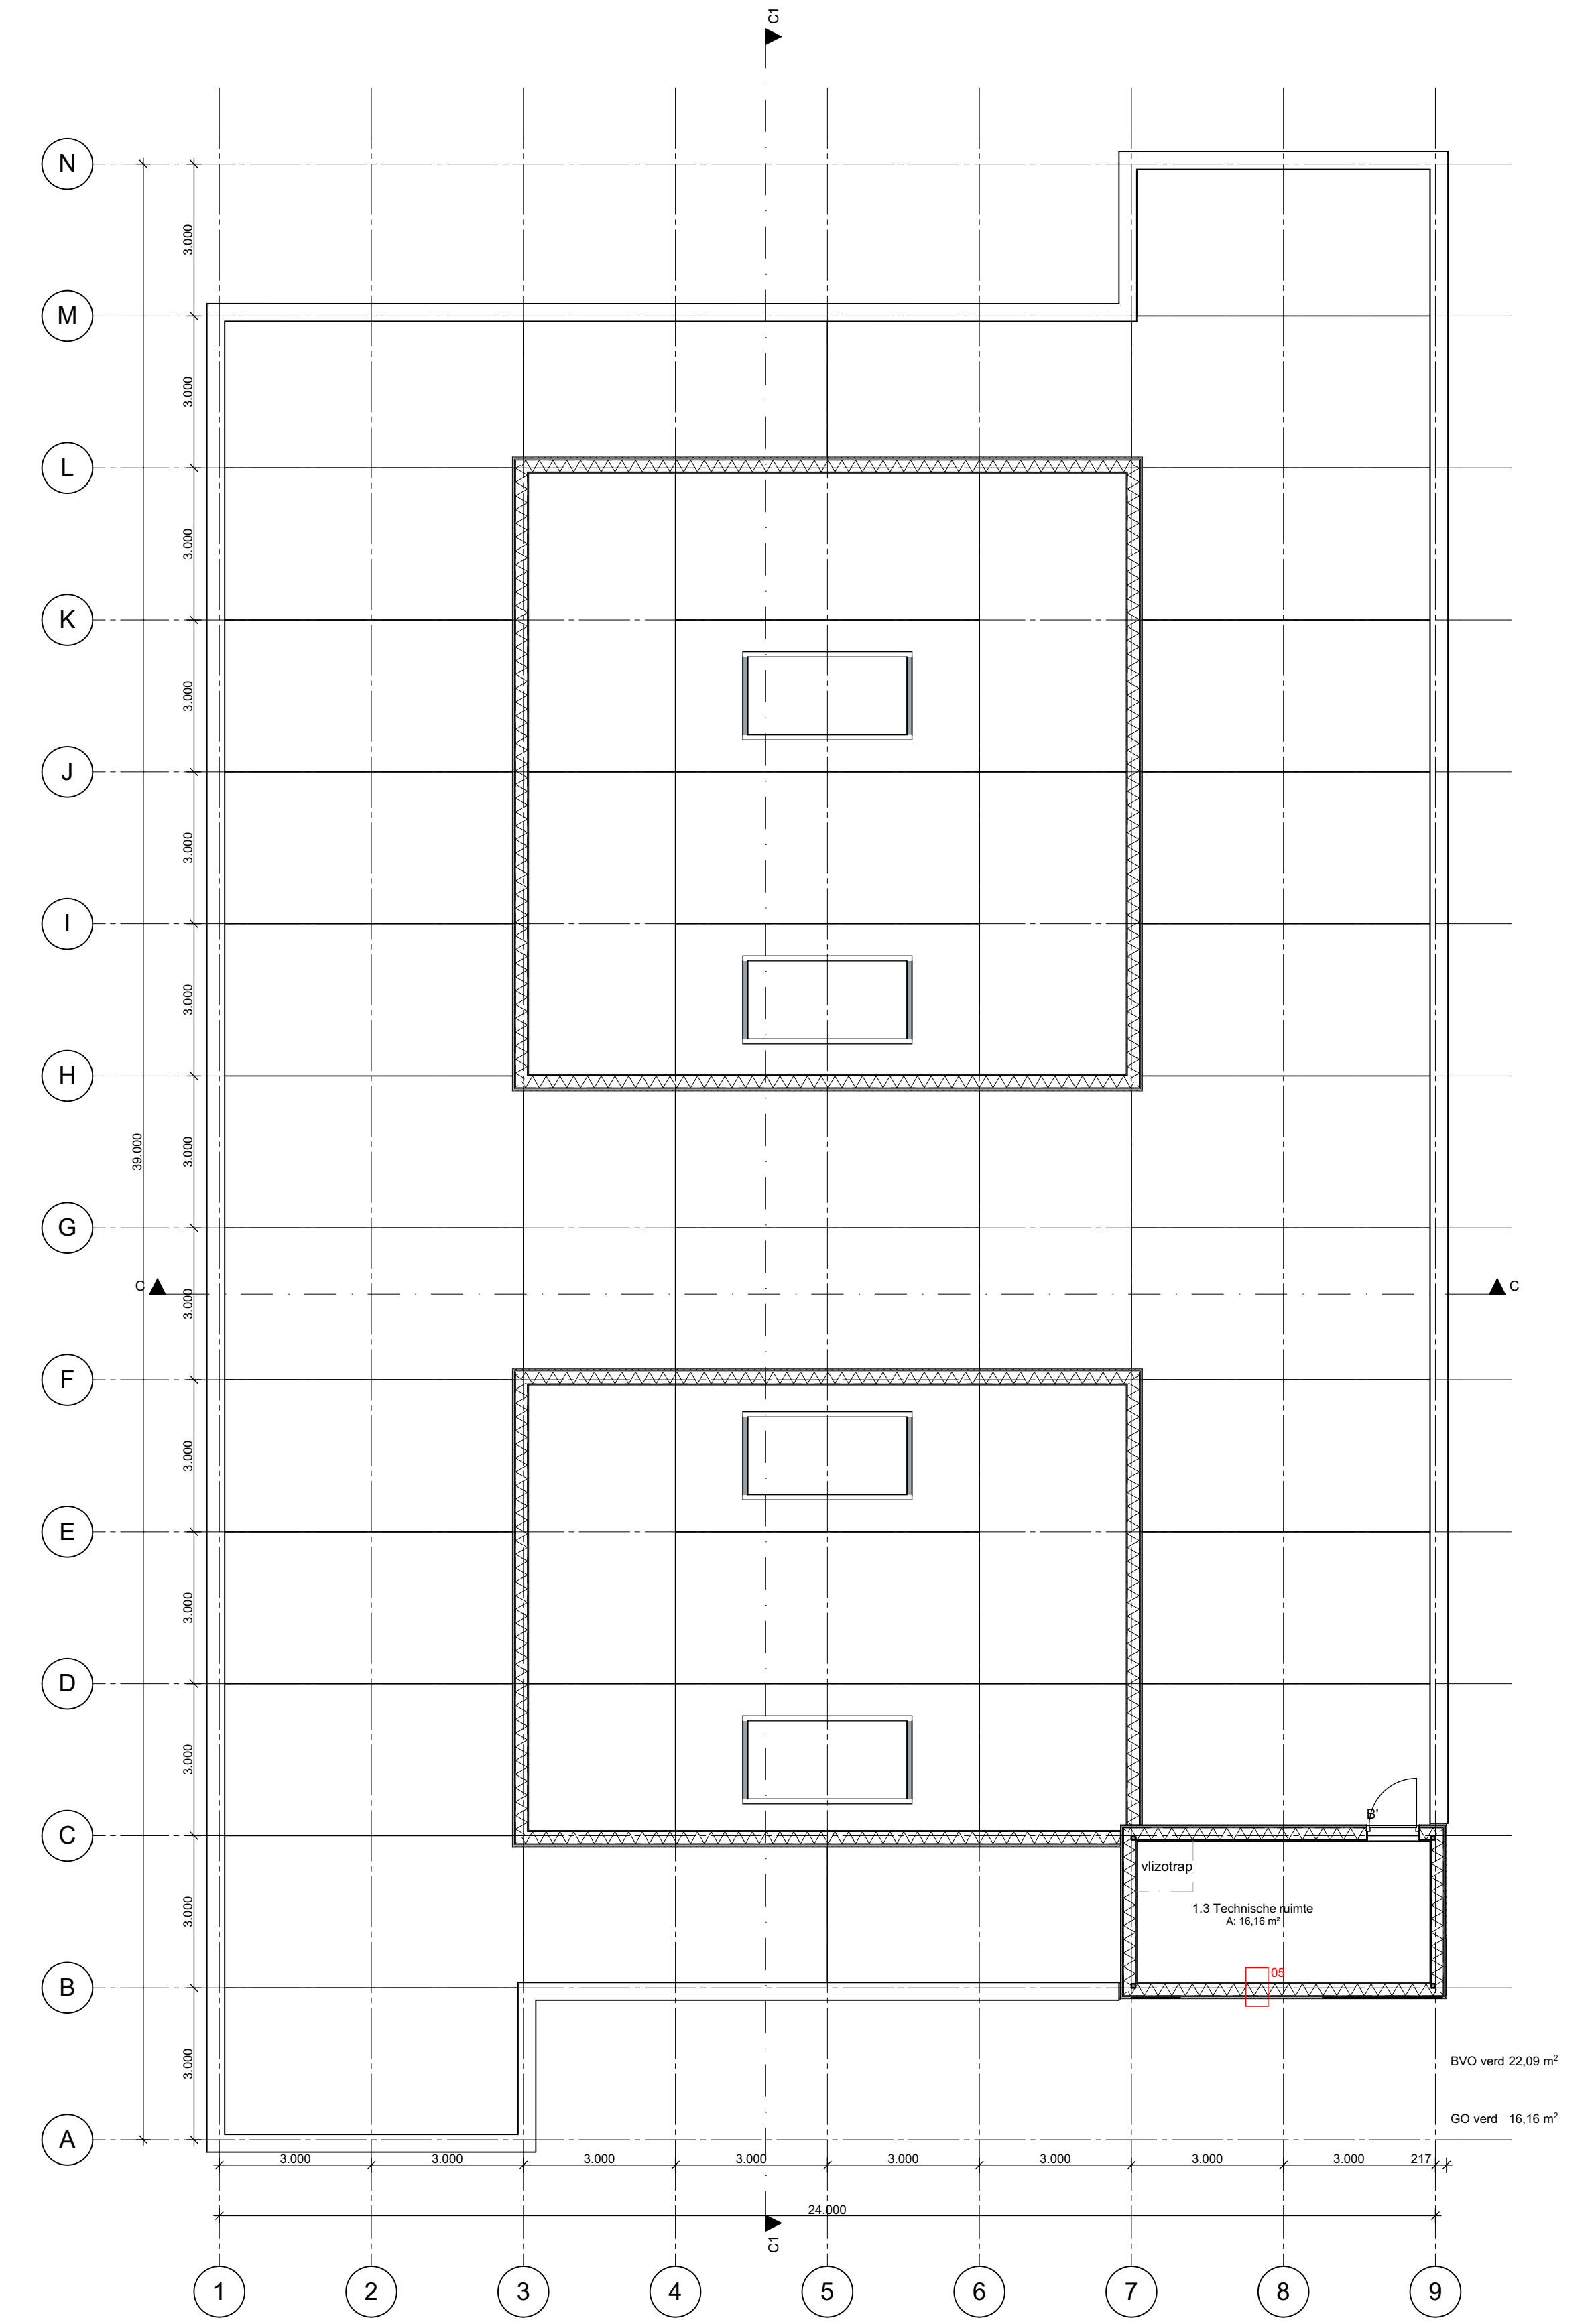 C1
N
3.000
M
3.000
L
3.000
K
3.000
J
3.000
I
3.000
H
39.000
3.000
G
C
3.000
C
F
3.000
E
3.000
D
3.000
B'
C
vlizotrap
3.000
1.3 Technische ruimte
A: 16,16 m²
05
B
3.000
BVO verd 22,09 m²
GO verd 16,16 m²
A
3.000
3.000
3.000
3.000
3.000
3.000
3.000
3.000
217
24.000
C1
1
2
3
4
5
6
7
8
9